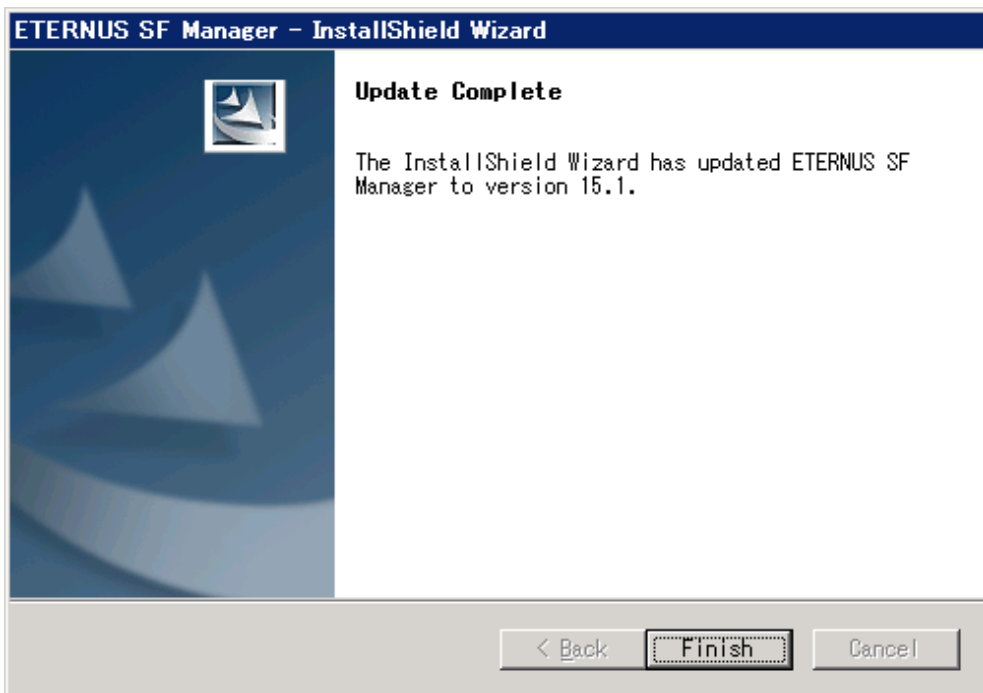 ETERNUS SF Manager - InstallShield Wizard
Update Complete
The InstallShield Wizard has updated ETERNUS SF
Manager to version 15.1.
< Back
Finish
Cancel